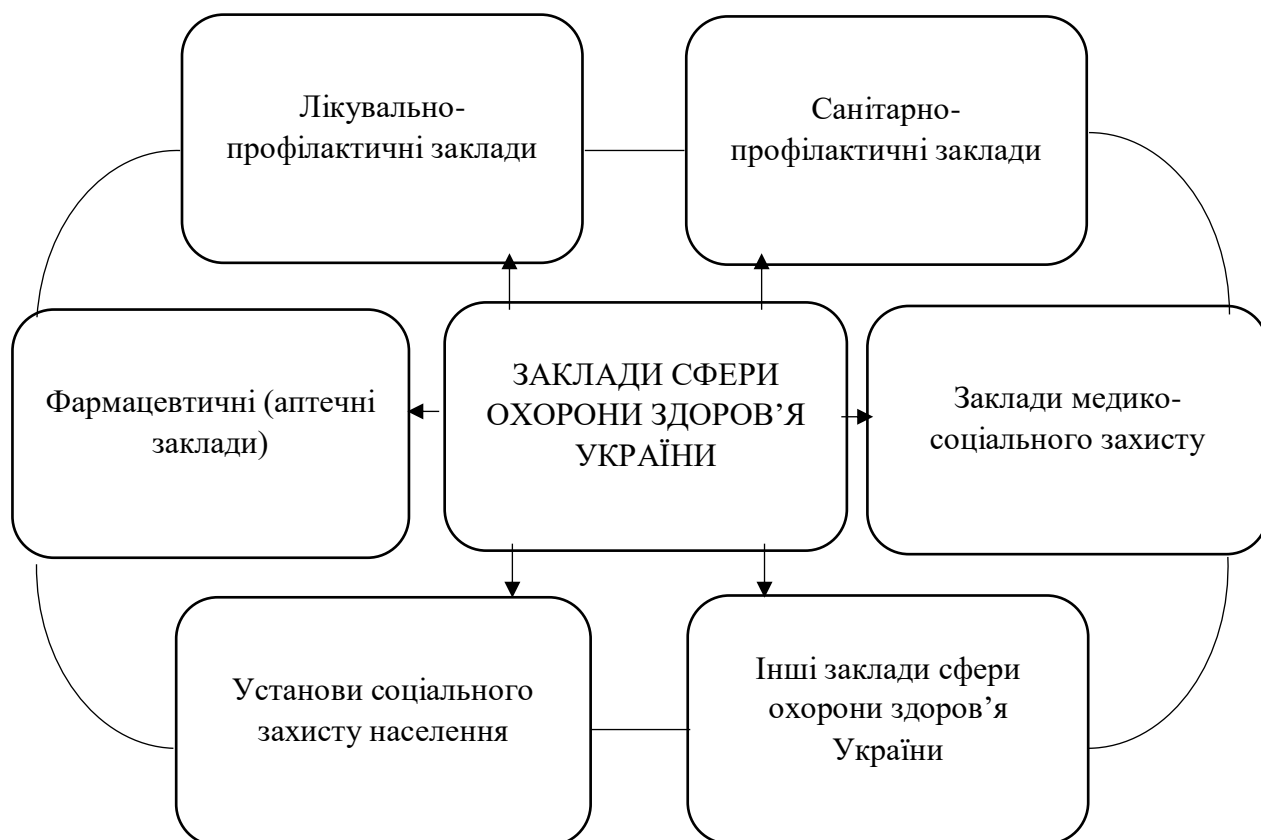 Лікувально-
профілактичні заклади
Санітарно-
профілактичні заклади
Фармацевтичні (аптечні
заклади)
ЗАКЛАДИ СФЕРИ
ОХОРОНИ ЗДОРОВ’Я
УКРАЇНИ
Заклади медико-
соціального захисту
Установи соціального
захисту населення
Інші заклади сфери
охорони здоров’я
України